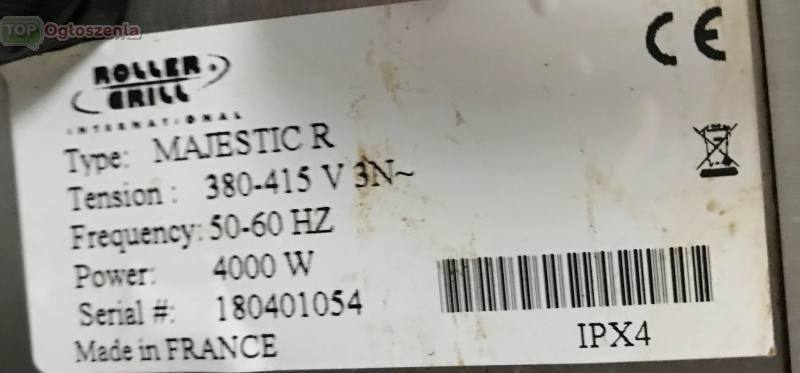 TOP
Ogłoszenia
ROLLER
GRILL
INTERNATIONAL
CE
Type: MAJESTIC R
Tension : 380-415 V 3N~
Frequency: 50-60 HZ
Power: 4000 W
Serial #: 180401054
Made in FRANCE
IPX4